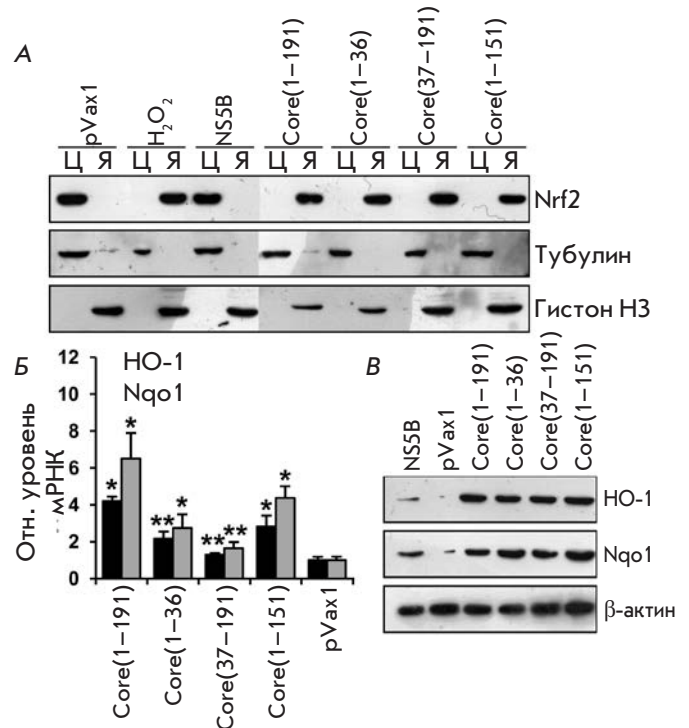 А
pVax1 H₂O₂ NS5B Core(1–191) Core(1–36) Core(37–191) Core(1–151)
Ц Я Ц Я Ц Я Ц Я Ц Я Ц Я Ц Я
Nrf2
Тубулин
Гистон Н3
Б
Отн. уровень мРНК
12
10
8
6
4
2
0
НО-1
Nqo1
* *
** *
** **
* *
Core(1–191) Core(1–36) Core(37–191) Core(1–151) pVax1
В
NS5B pVax1 Core(1–191) Core(1–36) Core(37–191) Core(1–151)
НО-1
Nqo1
β-актин